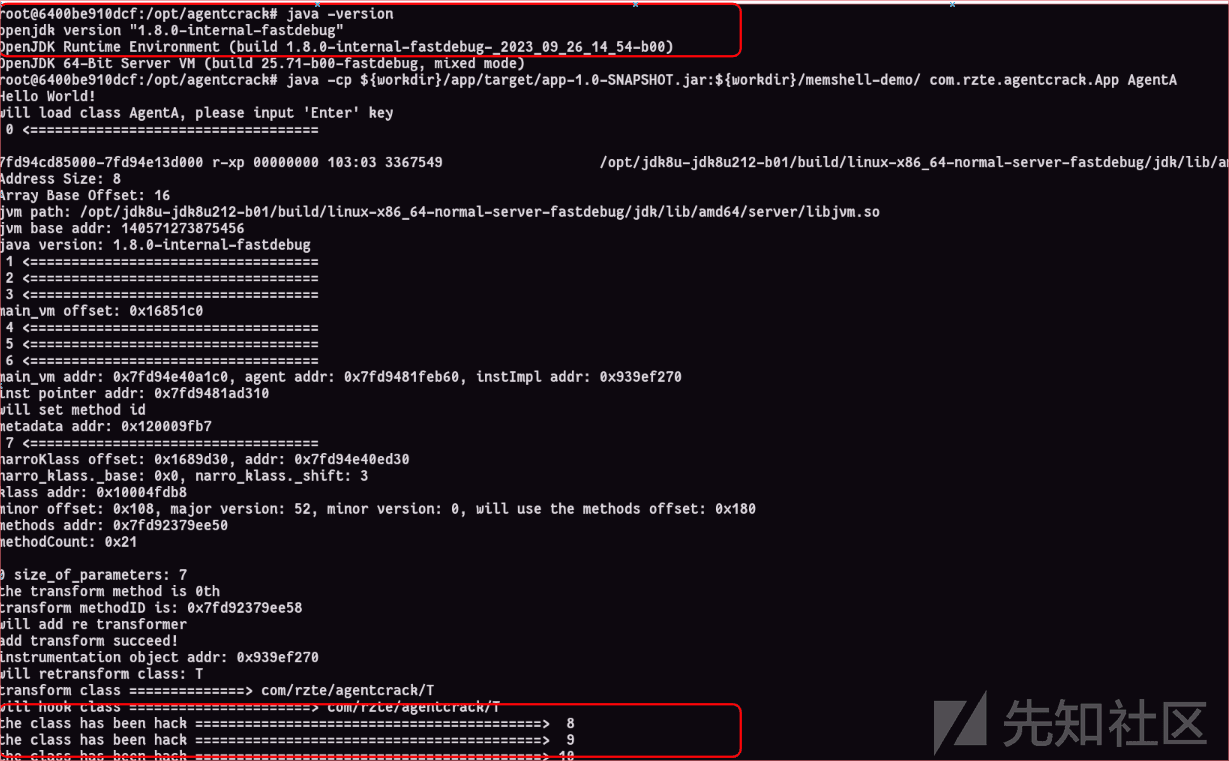 root@6400be910dcf:/opt/agentcrack# java -version
openjdk version "1.8.0-internal-fastdebug"
OpenJDK Runtime Environment (build 1.8.0-internal-fastdebug-_2023_09_26_14_54-b00)
OpenJDK 64-Bit Server VM (build 25.71-b00-fastdebug, mixed mode)
root@6400be910dcf:/opt/agentcrack# java -cp ${workdir}/app/target/app-1.0-SNAPSHOT.jar:${workdir}/memshell-demo/ com.rzte.agentcrack.App AgentA
Hello World!
will load class AgentA, please input 'Enter' key
0 <===================================
7fd94cd85000-7fd94e13d000 r-xp 00000000 103:03 3367549 /opt/jdk8u-jdk8u212-b01/build/linux-x86_64-normal-server-fastdebug/jdk/lib/a
Address Size: 8
Array Base Offset: 16
jvm path: /opt/jdk8u-jdk8u212-b01/build/linux-x86_64-normal-server-fastdebug/jdk/lib/amd64/server/libjvm.so
jvm base addr: 140571273875456
java version: 1.8.0-internal-fastdebug
1 <===================================
2 <===================================
3 <===================================
main_vm offset: 0x16851c0
4 <===================================
5 <===================================
6 <===================================
main_vm addr: 0x7fd94e40a1c0, agent addr: 0x7fd9481feb60, instImpl addr: 0x939ef270
inst pointer addr: 0x7fd9481ad310
will set method id
metadata addr: 0x120009fb7
7 <===================================
narroKlass offset: 0x1689d30, addr: 0x7fd94e40ed30
narro_klass._base: 0x0, narro_klass._shift: 3
klass addr: 0x10004fdb8
minor offset: 0x108, major version: 52, minor version: 0, will use the methods offset: 0x180
methods addr: 0x7fd92379ee50
methodCount: 0x21
0 size_of_parameters: 7
the transform method is 0th
transform methodID is: 0x7fd92379ee58
will add re transformer
add transform succeed!
instrumentation object addr: 0x939ef270
will retransform class: T
transform class ==============> com/rzte/agentcrack/T
will hook class ======================> com/rzte/agentcrack/T
the class has been hack ==========================================> 8
the class has been hack ==========================================> 9
the class has been hack ==========================================> 10
先知社区